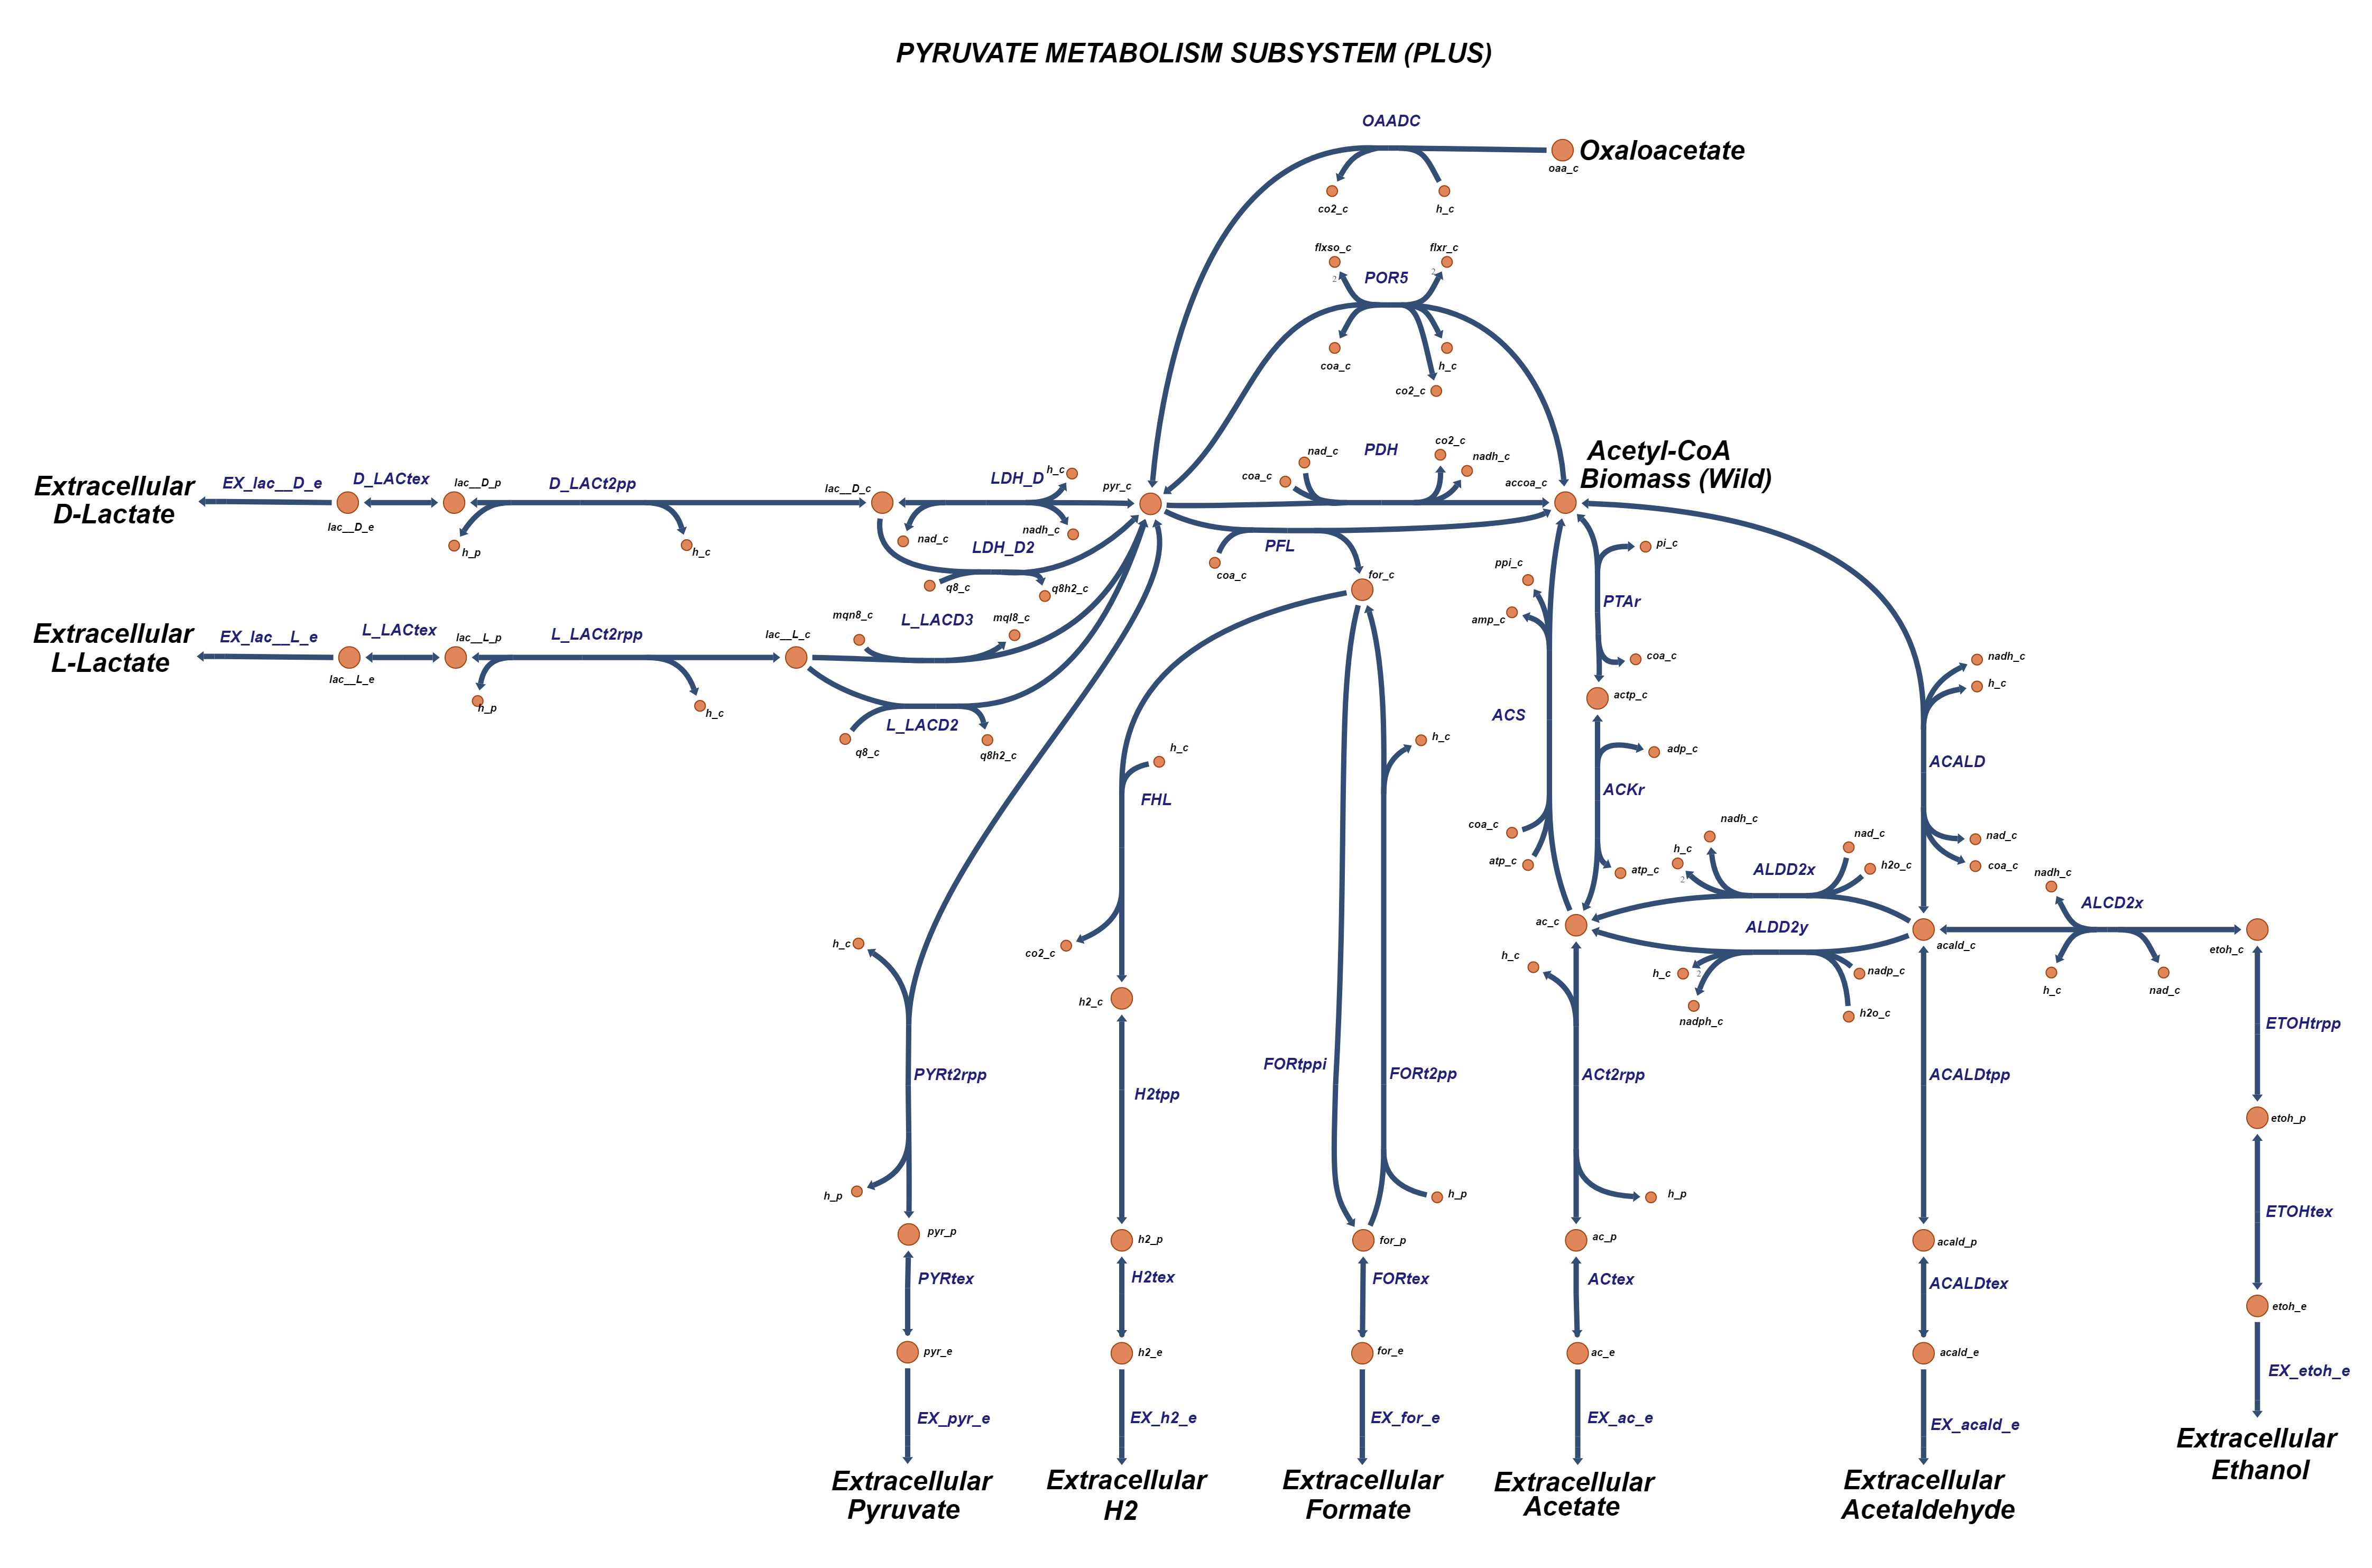 PYRUVATE METABOLISM SUBSYSTEM (PLUS)
OAADC
Oxaloacetate
oaa_c
co2_c
h_c
flxso_c
flxr_c
2
POR5
2
coa_c
h_c
co2_c
Acetyl-CoA
Biomass (Wild)
PDH
nad_c
co2_c
nadh_c
coa_c
accoa_c
Extracellular
D-Lactate
EX_lac__D_e
D_LACtex
lac__D_p
D_LACt2pp
lac__D_c
LDH_D
h_c
pyr_c
lac__D_e
h_p
h_c
nad_c
nadh_c
LDH_D2
PFL
coa_c
for_c
q8_c
q8h2_c
ppi_c
pi_c
amp_c
PTAr
coa_c
actp_c
Extracellular
L-Lactate
EX_lac__L_e
L_LACtex
lac__L_p
L_LACt2rpp
lac__L_c
mqn8_c
L_LACD3
mql8_c
lac__L_e
h_p
h_c
L_LACD2
q8_c
q8h2_c
nadh_c
h_c
ACS
h_c
h_c
adp_c
ACALD
FHL
ACKr
coa_c
atp_c
atp_c
nadh_c
nad_c
h_c
2
ALDD2x
h2o_c
nad_c
coa_c
nadh_c
ALCD2x
ac_c
ALDD2y
acald_c
etoh_c
h_c
co2_c
h_c
h_c
2
nadp_c
nadph_c
h2o_c
h_c
nad_c
h2_c
ETOHtrpp
PYRt2rpp
H2tpp
FORtppi
FORt2pp
ACt2rpp
ACALDtpp
etoh_p
h_p
h_p
h_p
pyr_p
h2_p
for_p
ac_p
acald_p
ETOHtex
PYRtex
H2tex
FORtex
ACtex
ACALDtex
etoh_e
pyr_e
h2_e
for_e
ac_e
acald_e
EX_etoh_e
EX_pyr_e
EX_h2_e
EX_for_e
EX_ac_e
EX_acald_e
Extracellular
Ethanol
Extracellular
Pyruvate
Extracellular
H2
Extracellular
Formate
Extracellular
Acetate
Extracellular
Acetaldehyde